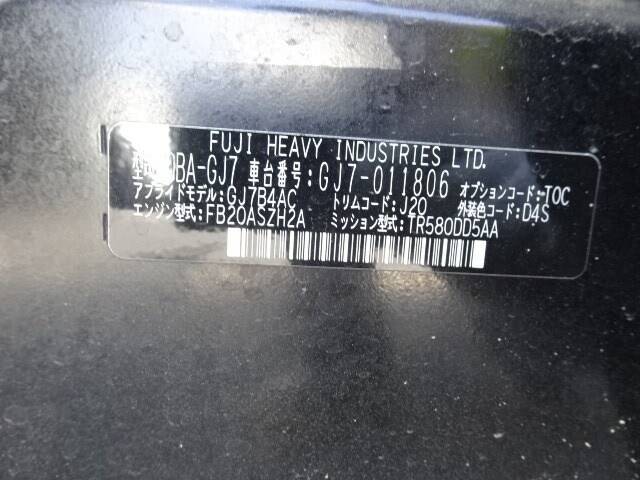 FUJI HEAVY INDUSTRIES LTD.
BA-GJ7 車台番号:GJ7-011806 オプションコード:TOC
アプライドモデル:GJ7B4AC トリムコード:J20 外装色コード:D4S
エンジン型式:FB20ASZH2A ミッション型式:TR580DD5AA